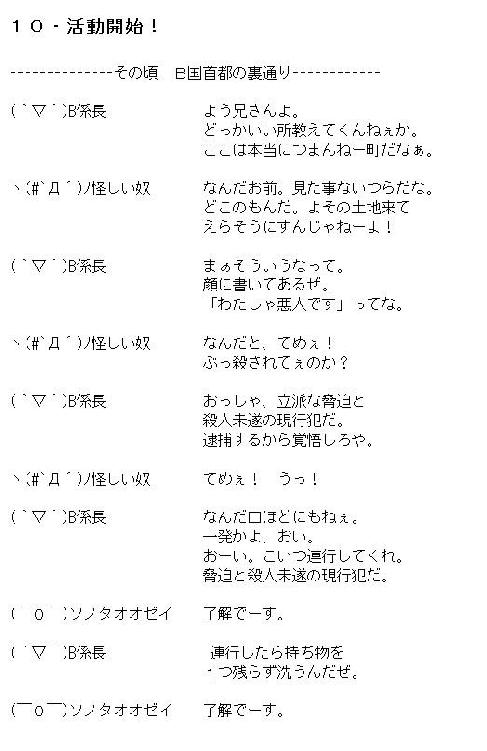 １０－活動開始！
--------------その頃　B国首都の裏通り------------
(｀▽´)B係長　よう兄さんよ。
どっかいい所教えてくんねぇか。
ここは本当につまんねー町だなぁ。
ヽ(#`Д´)ﾉ怪しい奴　なんだお前。見た事ないつらだな。
どこのもんだ。よその土地来て
えらそうにすんじゃねーよ！
(｀▽´)B係長　まぁそういうなって。
顔に書いてあるぜ。
「わたしゃ悪人です」ってな。
ヽ(#`Д´)ﾉ怪しい奴　なんだと、てめぇ！
ぶっ殺されてぇのか？
(｀▽´)B係長　おっしゃ、立派な脅迫と
殺人未遂の現行犯だ。
逮捕するから覚悟しろや。
ヽ(#`Д´)ﾉ怪しい奴　てめぇ！　うっ！
(｀▽´)B係長　なんだ口ほどにもねぇ。
一発かよ、おい。
おーい。こいつ連行してくれ。
脅迫と殺人未遂の現行犯だ。
(￣０￣)ソノタオオゼイ　了解でーす。
(｀▽´)B係長　連行したら持ち物を
一つ残らず洗うんだぜ。
(￣０￣)ソノタオオゼイ　了解でーす。